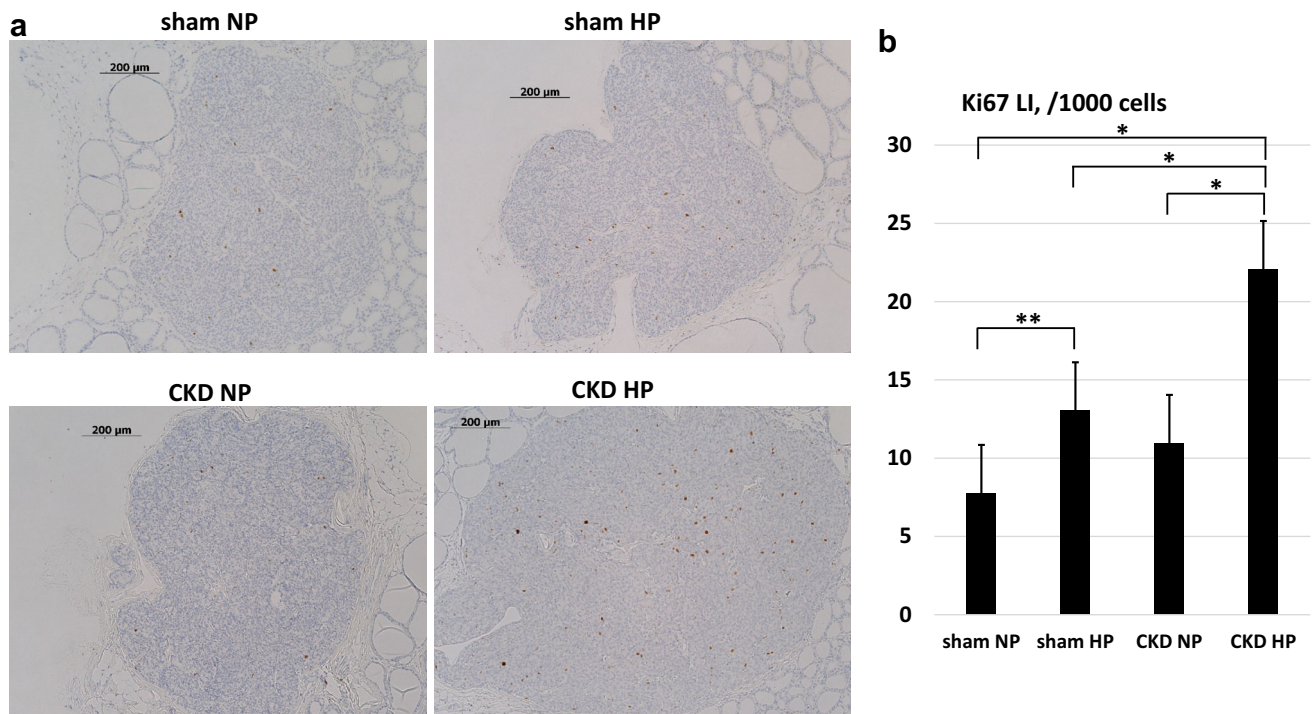 a
sham NP
sham HP
200 µm
200 µm
CKD NP
CKD HP
200 µm
200 µm
b
Ki67 LI, /1000 cells
*
*
*
**
30
25
20
15
10
5
0
sham NP
sham HP
CKD NP
CKD HP